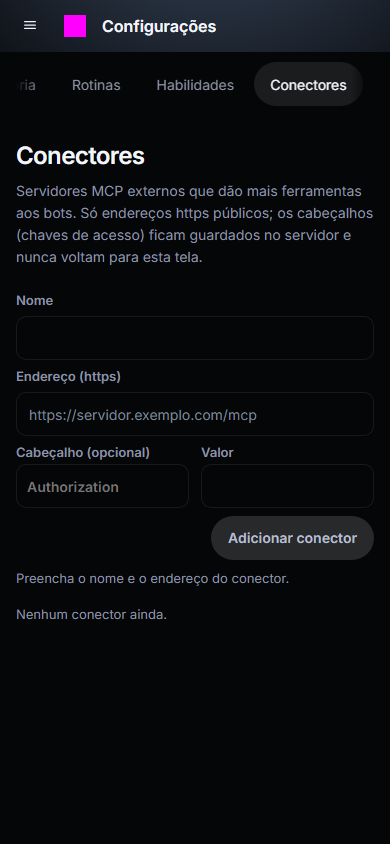 Configurações
ria
Rotinas
Habilidades
Conectores
Conectores
Servidores MCP externos que dão mais ferramentas
aos bots. Só endereços https públicos; os cabeçalhos
(chaves de acesso) ficam guardados no servidor e
nunca voltam para esta tela.
Nome
Endereço (https)
https://servidor.exemplo.com/mcp
Cabeçalho (opcional)
Valor
Authorization
Adicionar conector
Preencha o nome e o endereço do conector.
Nenhum conector ainda.